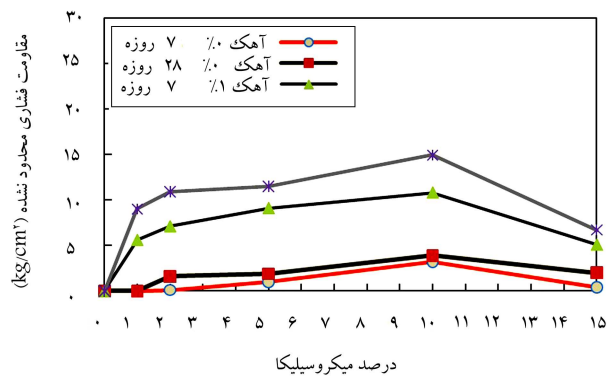 مقاومت فشاری محدود نشده (kg/cm۲)
۳۰
۲۵
۲۰
۱۵
۱۰
۵
۰
آهک ۰٪ ۷ روزه
آهک ۰٪ ۲۸ روزه
آهک ۱٪ ۷ روزه
۰ ۱ ۲ ۳ ۴ ۵ ۶ ۷ ۸ ۹ ۱۰ ۱۱ ۱۲ ۱۳ ۱۴ ۱۵
درصد میکروسیلیکا